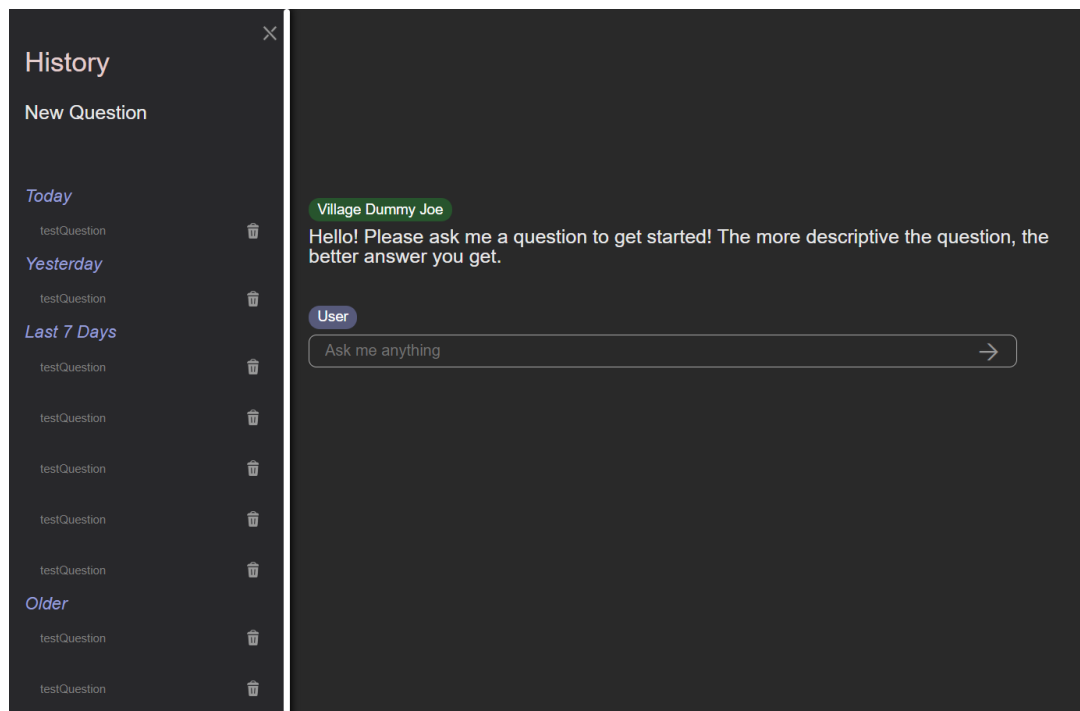 History
New Question
Today
testQuestion
Yesterday
testQuestion
Last 7 Days
testQuestion
testQuestion
testQuestion
testQuestion
testQuestion
Older
testQuestion
testQuestion
Village Dummy Joe
Hello! Please ask me a question to get started! The more descriptive the question, the
better answer you get.
User
Ask me anything